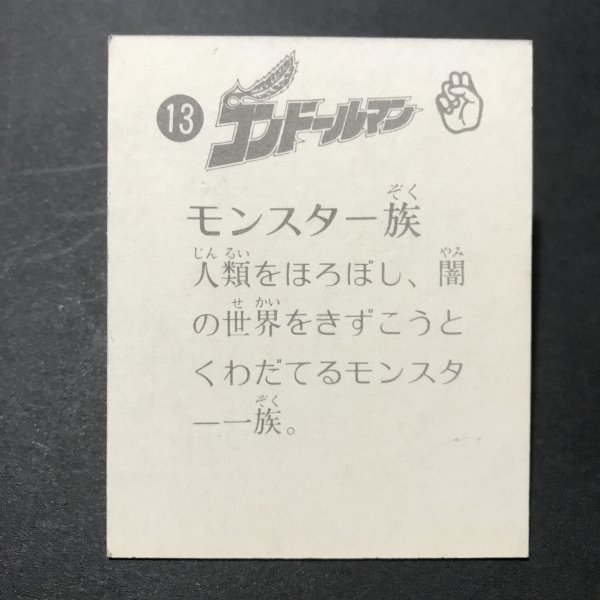 13
コンドールマン
モンスター族
人類をほろぼし、闇
の世界をきずこうと
くわだてるモンスタ
ー一族。